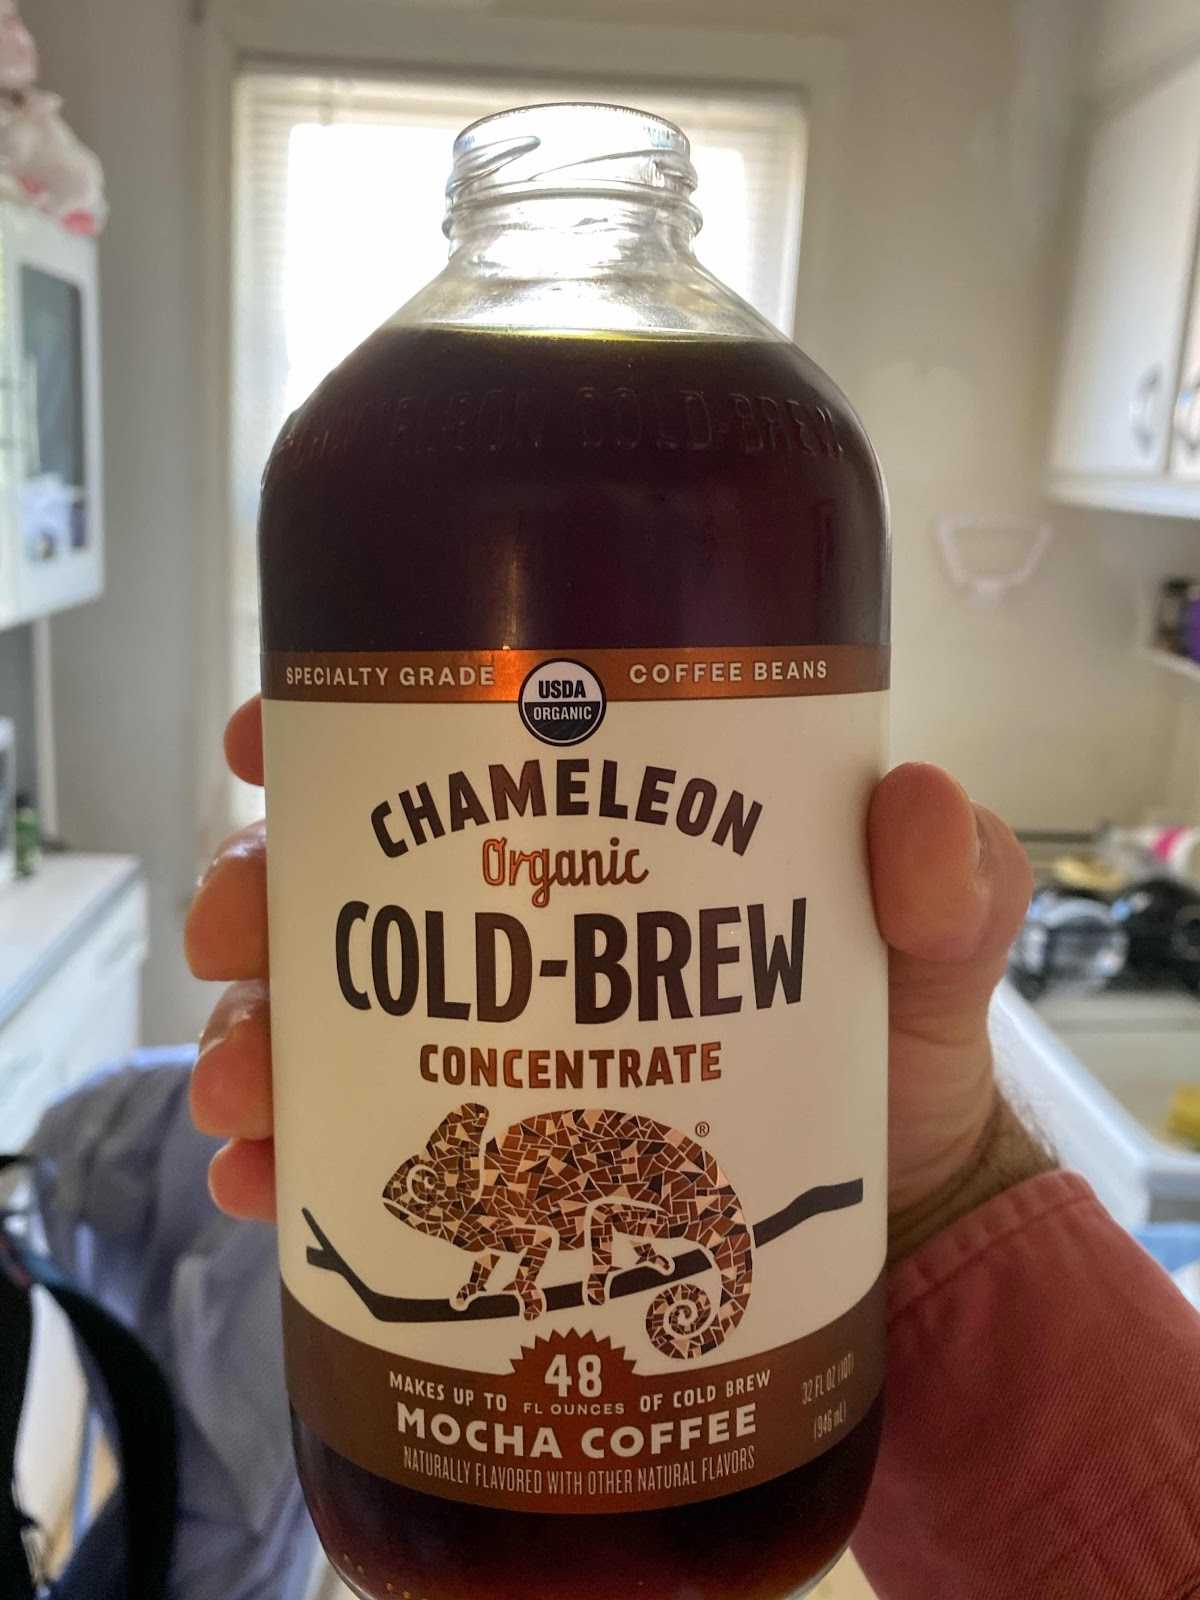 CHAMELEON COLD-BREW
SPECIALTY GRADE
COFFEE BEANS
USDA
ORGANIC
CHAMELEON
Organic
COLD-BREW
CONCENTRATE
®
MAKES UP TO 48 FL OUNCES OF COLD BREW
MOCHA COFFEE
32 FL OZ (1QT)
(946 mL)
NATURALLY FLAVORED WITH OTHER NATURAL FLAVORS